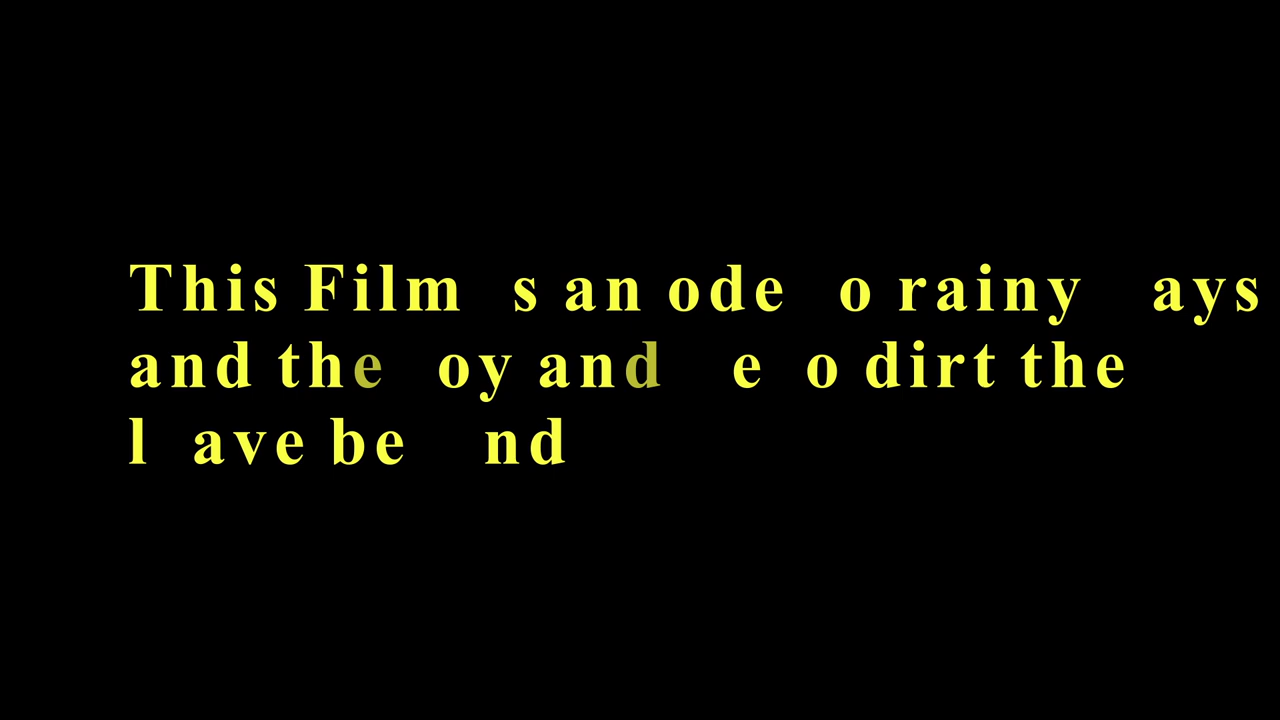 This Film s an ode o rainy ays
and the oy and e o dirt the
l ave be nd